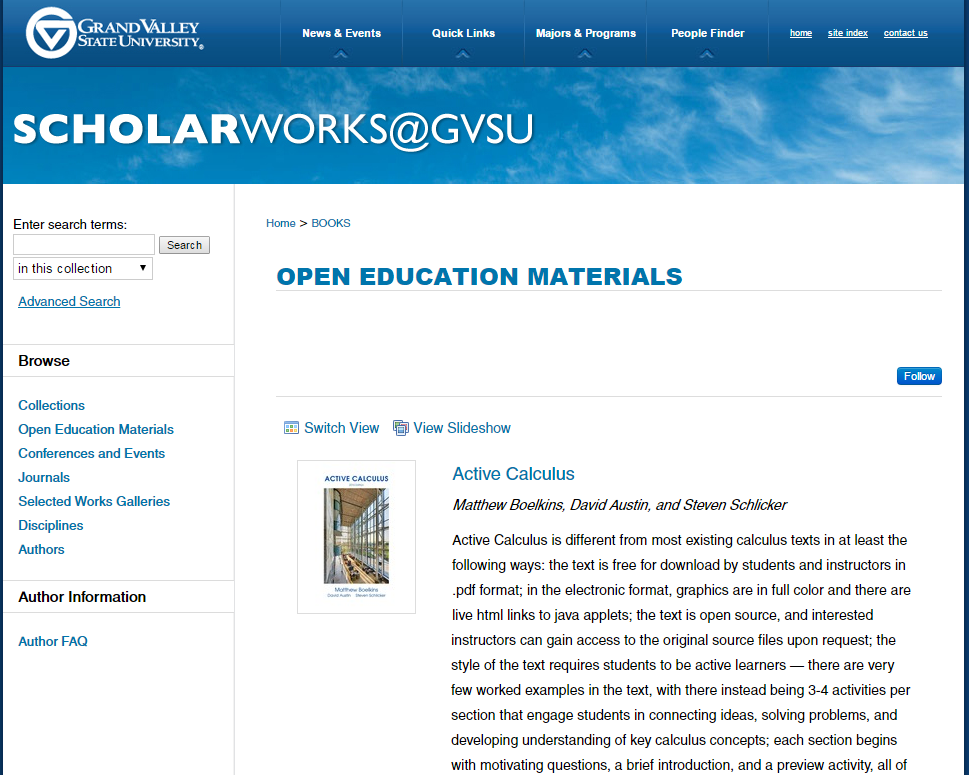 GRAND VALLEY
STATE UNIVERSITY®
News & Events
Quick Links
Majors & Programs
People Finder
home
site index
contact us
SCHOLARWORKS@GVSU
Enter search terms:
Search
in this collection
Advanced Search
Browse
Collections
Open Education Materials
Conferences and Events
Journals
Selected Works Galleries
Disciplines
Authors
Author Information
Author FAQ
Home > BOOKS
OPEN EDUCATION MATERIALS
Follow
Switch View
View Slideshow
ACTIVE CALCULUS
Matthew Boelkins
David Austin Steven Schlicker
Active Calculus
Matthew Boelkins, David Austin, and Steven Schlicker
Active Calculus is different from most existing calculus texts in at least the
following ways: the text is free for download by students and instructors in
.pdf format; in the electronic format, graphics are in full color and there are
live html links to java applets; the text is open source, and interested
instructors can gain access to the original source files upon request; the
style of the text requires students to be active learners — there are very
few worked examples in the text, with there instead being 3-4 activities per
section that engage students in connecting ideas, solving problems, and
developing understanding of key calculus concepts; each section begins
with motivating questions, a brief introduction, and a preview activity, all of